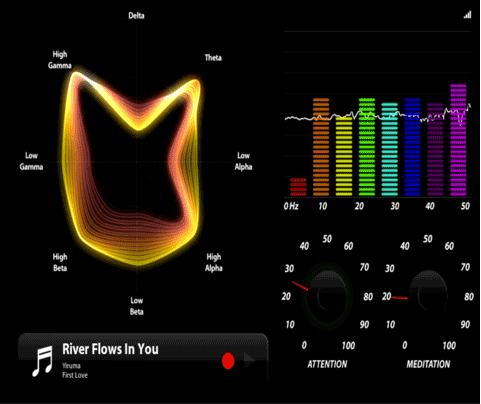 Delta
High
Gamma
Theta
Low
Gamma
Low
Alpha
High
Beta
High
Alpha
Low
Beta
0 Hz 10 20 30 40 50
River Flows In You
Yiruma
First Love
0 10 20 30 40 50 60 70 80 90 100
ATTENTION
0 10 20 30 40 50 60 70 80 90 100
MEDITATION